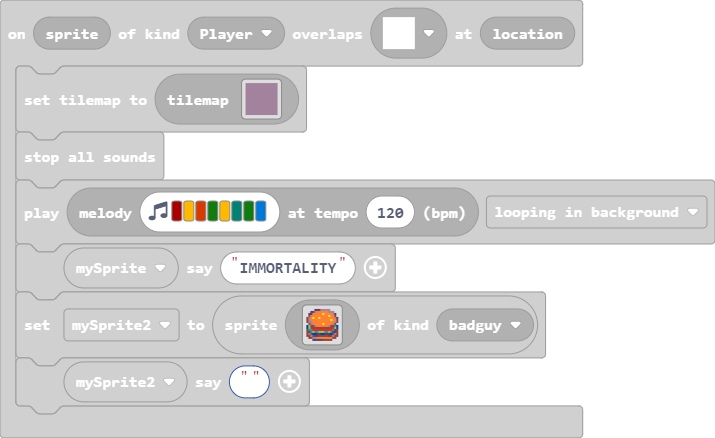 on sprite of kind Player overlaps at location
set tilemap to tilemap
stop all sounds
play melody at tempo 120 (bpm) looping in background
mySprite say "IMMORTALITY"
set mySprite2 to sprite of kind badguy
mySprite2 say " "